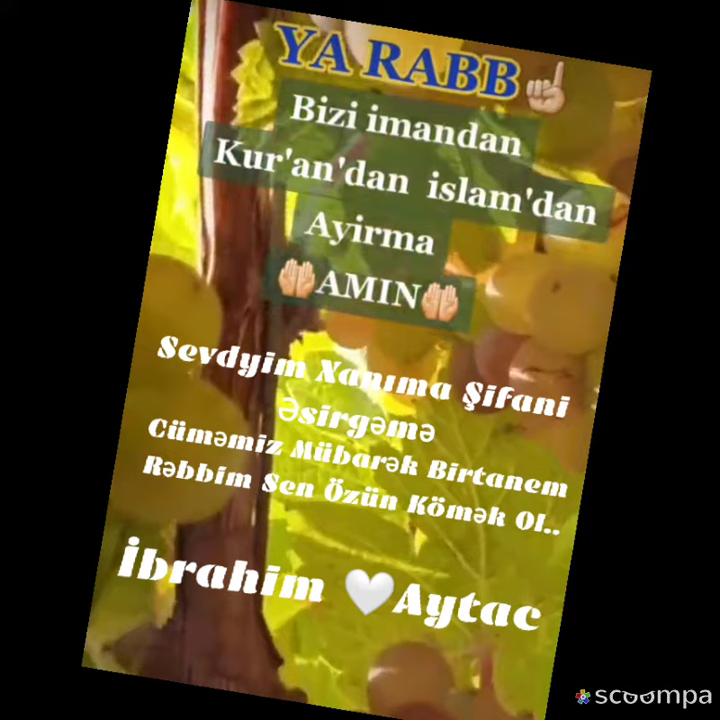 YA RABB☝🏼
Bizi imandan
Kur'an'dan islam'dan
Ayirma
🤲🏼AMIN🤲🏼
Sevdyim Xanıma Şifani
Əsirgəmə
Cüməmiz Mübarək Birtanem
Rəbbim Sen Özün Kömək Ol..
İbrahim 🤍Aytac
scoompa